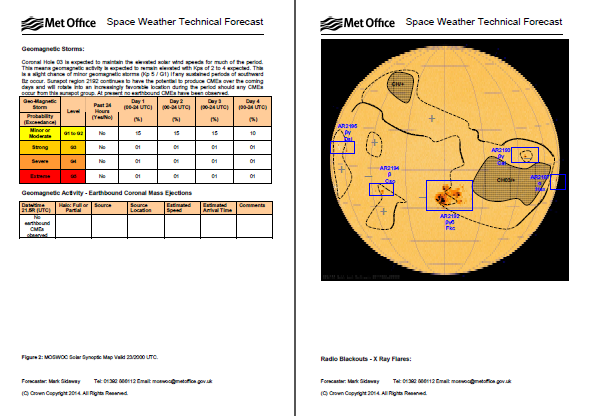 Met Office Space Weather Technical Forecast
Geomagnetic Storms:
Coronal Hole 03 is expected to maintain the elevated solar wind speeds for much of the period.
This means geomagnetic activity is expected to remain elevated with Kps of 2 to 4 expected. This
is a slight chance of minor geomagnetic storms (Kp 5 / G1) if any sustained periods of southward
Bz occur. Sunspot region 2192 continues to have the potential to produce CMEs over the coming
days and will rotate into an increasingly favorable location during the period should any CMEs
occur from this sunspot group. At present no earthbound CMEs have been observed.
Geo-Magnetic Storm Level Past 24 Hours (Yes/No) Day 1 (00-24 UTC) Day 2 (00-24 UTC) Day 3 (00-24 UTC) Day 4 (00-24 UTC)
Probability (Exceedance) (%) (%) (%) (%)
Minor or Moderate G1 to G2 No 15 15 15 10
Strong G3 No 01 01 01 01
Severe G4 No 01 01 01 01
Extreme G5 No 01 01 01 01
Geomagnetic Activity - Earthbound Coronal Mass Ejections
Date/time 21.5R (UTC) Halo: Full or Partial Source Source Location Estimated Speed Estimated Arrival Time Comments
No earthbound CMEs observed
Figure 2: MOSWOC Solar Synoptic Map Valid 23/2000 UTC.
Forecaster: Mark Sidaway Tel: 01392 886112 Email: moswoc@metoffice.gov.uk
(C) Crown Copyright 2014. All Rights Reserved.
Met Office Space Weather Technical Forecast
AR2194
β
AR2192
βγδ
Fkc
Radio Blackouts - X Ray Flares:
Forecaster: Mark Sidaway Tel: 01392 886112 Email: moswoc@metoffice.gov.uk
(C) Crown Copyright 2014. All Rights Reserved.